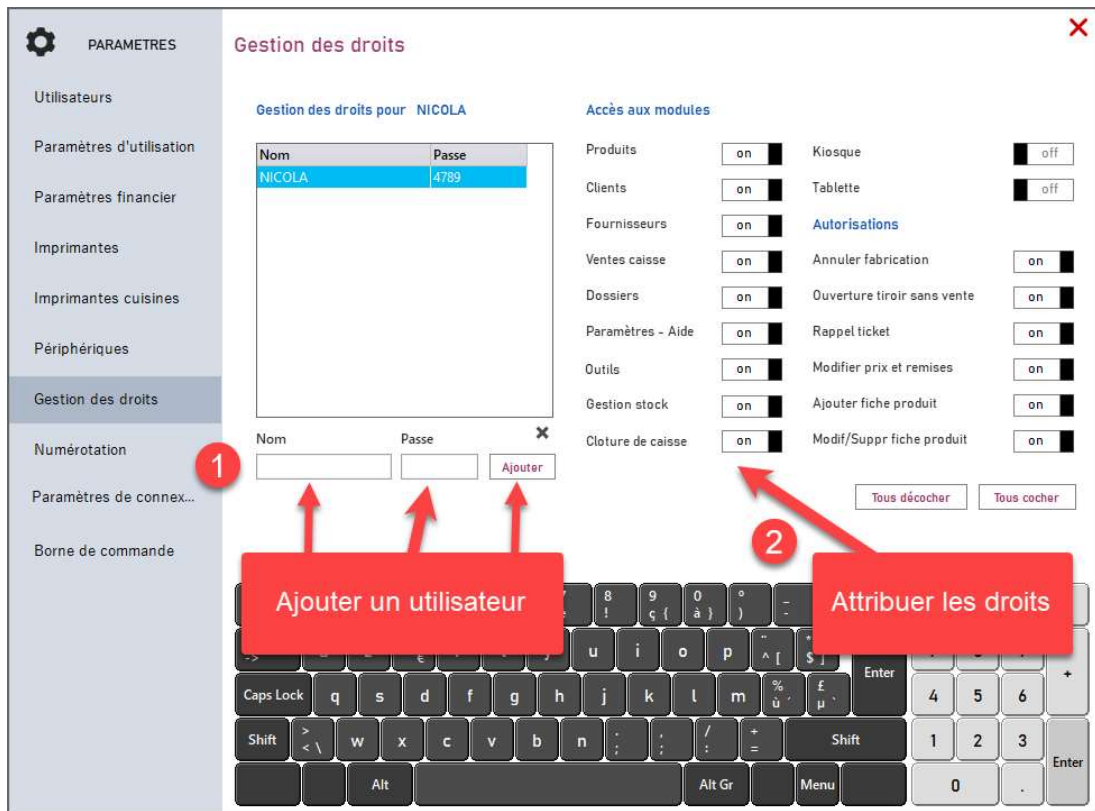 PARAMETRES
Utilisateurs
Paramètres d'utilisation
Paramètres financier
Imprimantes
Imprimantes cuisines
Périphériques
Gestion des droits
Numérotation
Paramètres de connex...
Borne de commande
Gestion des droits
Gestion des droits pour NICOLA
Nom Passe
NICOLA 4789
Nom Passe
1
Ajouter
Accès aux modules
Produits on
Clients on
Fournisseurs on
Ventes caisse on
Dossiers on
Paramètres - Aide on
Outils on
Gestion stock on
Cloture de caisse on
Kiosque off
Tablette off
Autorisations
Annuler fabrication on
Ouverture tiroir sans vente on
Rappel ticket on
Modifier prix et remises on
Ajouter fiche produit on
Modif/Suppr fiche produit on
Tous décocher Tous cocher
2
Ajouter un utilisateur
Attribuer les droits
8 9 0 ° _
! ç { à } ) -
u i o p ¨ *
€ ^ [ $ ]
Caps Lock q s d f g h j k l m % £ Enter 4 5 6 +
ù ´ µ `
Shift > w x c v b n . , / + Shift 1 2 3
< \ ; : = Enter
Alt Alt Gr Menu 0 .